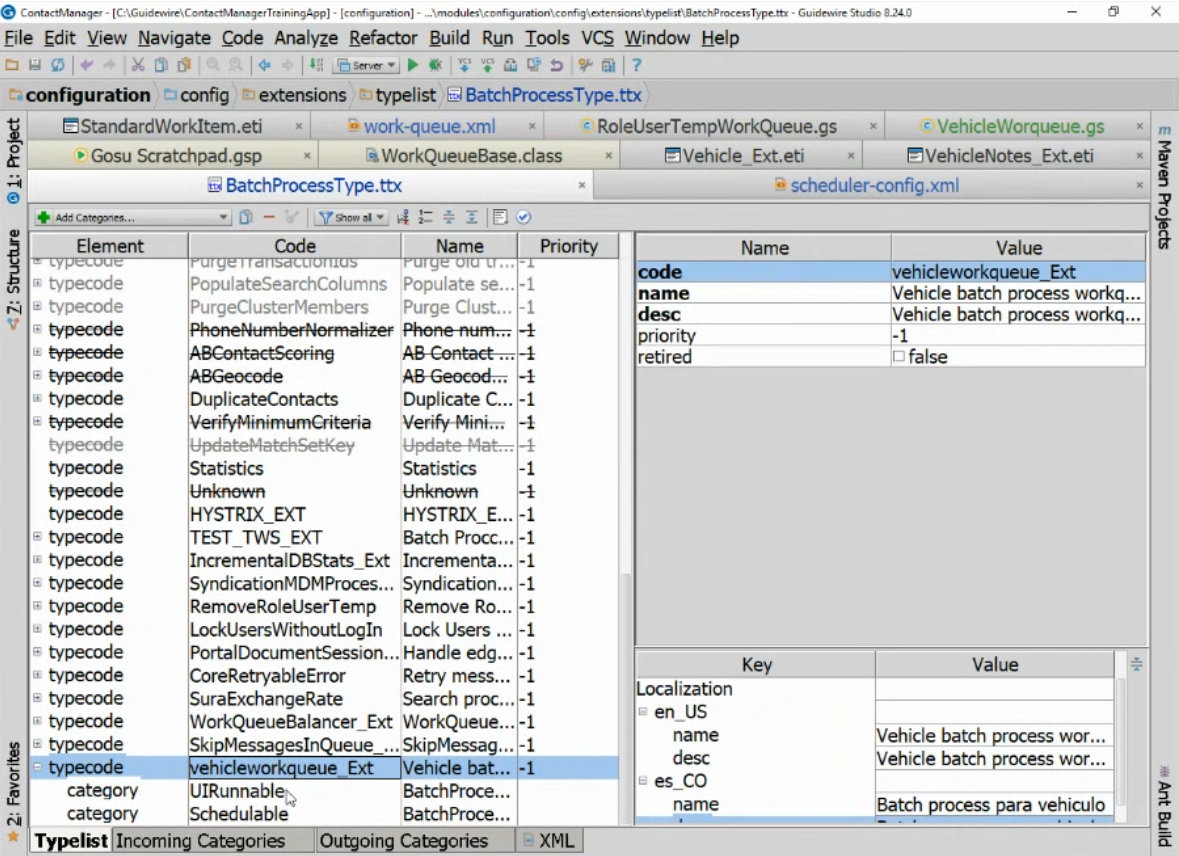 ContactManager - [C:\Guidewire\ContactManagerTrainingApp] - [configuration] - ...\modules\configuration\config\extensions\typelist\BatchProcessType.ttx - Guidewire Studio 8.24.0
File Edit View Navigate Code Analyze Refactor Build Run Tools VCS Window Help
Server
configuration config extensions typelist BatchProcessType.ttx
StandardWorkItem.eti work-queue.xml RoleUserTempWorkQueue.gs VehicleWorqueue.gs
Gosu Scratchpad.gsp WorkQueueBase.class Vehicle_Ext.eti VehicleNotes_Ext.eti
BatchProcessType.ttx scheduler-config.xml
1: Project
Z: Structure
2: Favorites
Maven Projects
Ant Build
Add Categories... Show all
Element Code Name Priority
typecode PurgeTransactionIds Purge old tr... -1
typecode PopulateSearchColumns Populate se... -1
typecode PurgeClusterMembers Purge Clust... -1
typecode PhoneNumberNormalizer Phone num... -1
typecode ABContactScoring AB Contact ... -1
typecode ABGeocode AB Geocod... -1
typecode DuplicateContacts Duplicate C... -1
typecode VerifyMinimumCriteria Verify Mini... -1
typecode UpdateMatchSetKey Update Mat... -1
typecode Statistics Statistics -1
typecode Unknown Unknown -1
typecode HYSTRIX_EXT HYSTRIX_E... -1
typecode TEST_TWS_EXT Batch Procc... -1
typecode IncrementalDBStats_Ext Incrementa... -1
typecode SyndicationMDMProces... Syndication... -1
typecode RemoveRoleUserTemp Remove Ro... -1
typecode LockUsersWithoutLogIn Lock Users ... -1
typecode PortalDocumentSession... Handle edg... -1
typecode CoreRetryableError Retry mess... -1
typecode SuraExchangeRate Search proc... -1
typecode WorkQueueBalancer_Ext WorkQueue... -1
typecode SkipMessagesInQueue_... SkipMessag... -1
typecode vehicleworkqueue_Ext Vehicle bat... -1
category UIRunnable BatchProce...
category Schedulable BatchProce...
Typelist Incoming Categories Outgoing Categories XML
Name Value
code vehicleworkqueue_Ext
name Vehicle batch process workq...
desc Vehicle batch process workq...
priority -1
retired false
Key Value
Localization
en_US
name Vehicle batch process wor...
desc Vehicle batch process wor...
es_CO
name Batch process para vehiculo